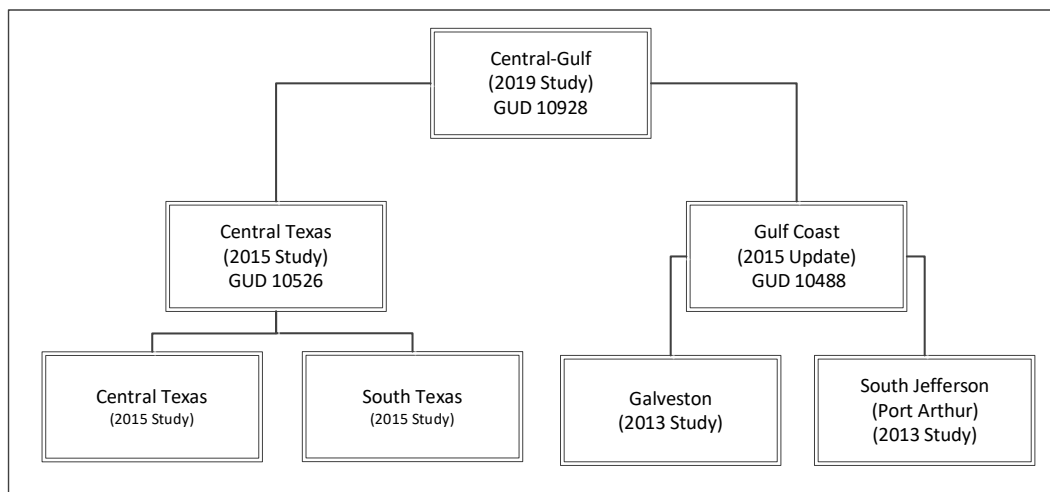 Central-Gulf
(2019 Study)
GUD 10928
Central Texas
(2015 Study)
GUD 10526
Gulf Coast
(2015 Update)
GUD 10488
Central Texas
(2015 Study)
South Texas
(2015 Study)
Galveston
(2013 Study)
South Jefferson
(Port Arthur)
(2013 Study)